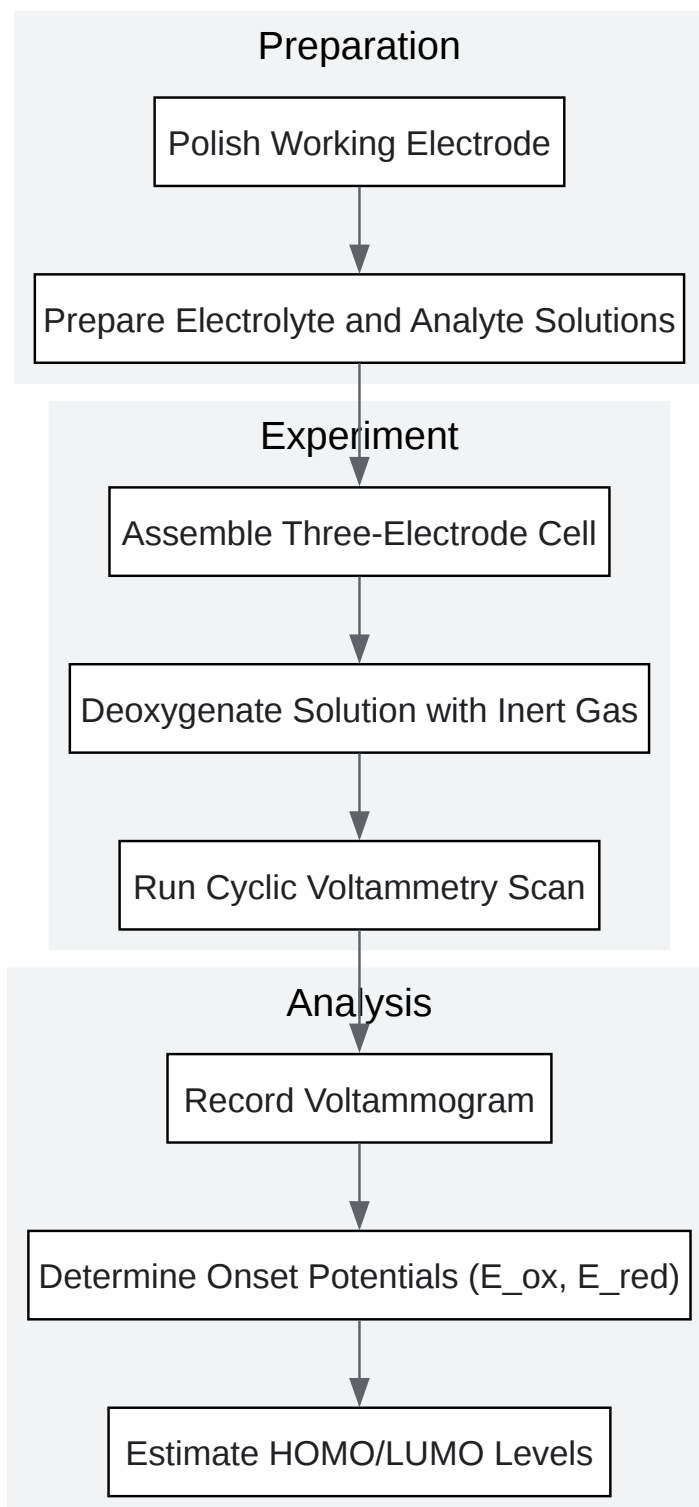 Preparation
Polish Working Electrode
Prepare Electrolyte and Analyte Solutions
Experiment
Assemble Three-Electrode Cell
Deoxygenate Solution with Inert Gas
Run Cyclic Voltammetry Scan
Analysis
Record Voltammogram
Determine Onset Potentials (E_ox, E_red)
Estimate HOMO/LUMO Levels